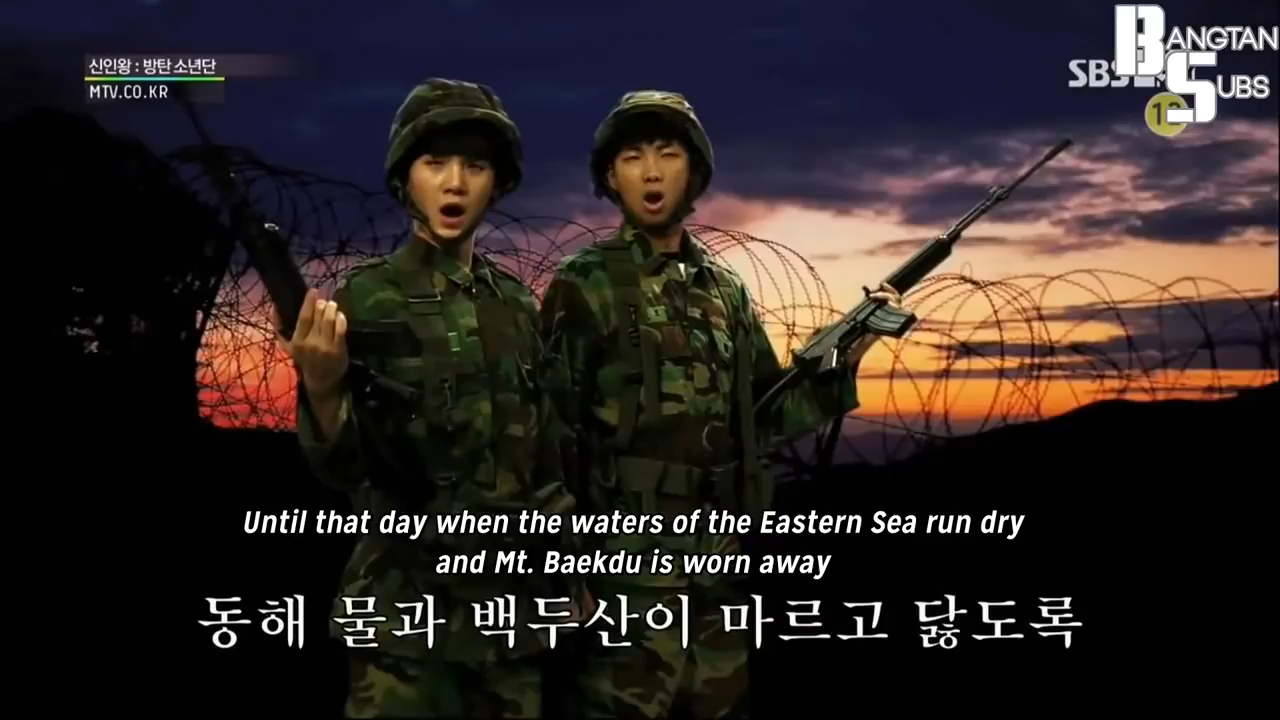 신인왕 : 방탄 소년단
MTV.CO.KR
SBS
BANGTAN
SUBS
Until that day when the waters of the Eastern Sea run dry
and Mt. Baekdu is worn away
동해 물과 백두산이 마르고 닳도록